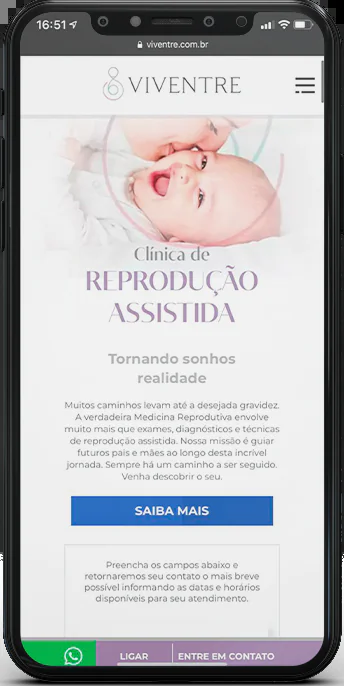 16:51
viventre.com.br
VIVENTRE
Clínica de
REPRODUÇÃO
ASSISTIDA
Tornando sonhos
realidade
Muitos caminhos levam até a desejada gravidez.
A verdadeira Medicina Reprodutiva envolve
muito mais que exames, diagnósticos e técnicas
de reprodução assistida. Nossa missão é guiar
futuros pais e mães ao longo desta incrível
jornada. Sempre há um caminho a ser seguido.
Venha descobrir o seu.
SAIBA MAIS
Preencha os campos abaixo e
retornaremos seu contato o mais breve
possível informando as datas e horários
disponíveis para seu atendimento.
LIGAR
ENTRE EM CONTATO